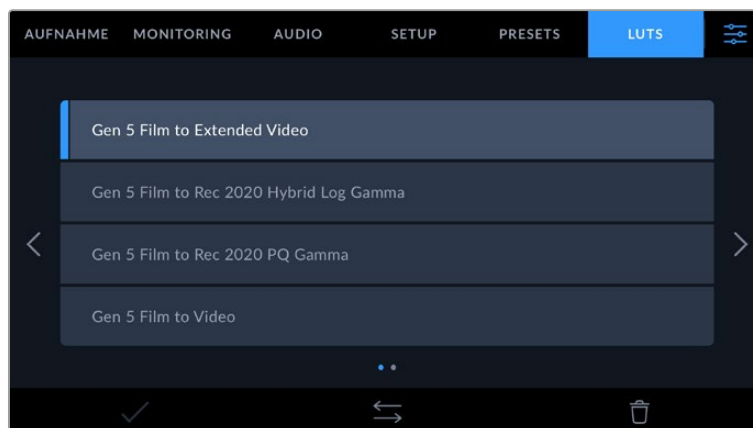 AUFNAHME MONITORING AUDIO SETUP PRESETS LUTS
Gen 5 Film to Extended Video
Gen 5 Film to Rec 2020 Hybrid Log Gamma
Gen 5 Film to Rec 2020 PQ Gamma
Gen 5 Film to Video